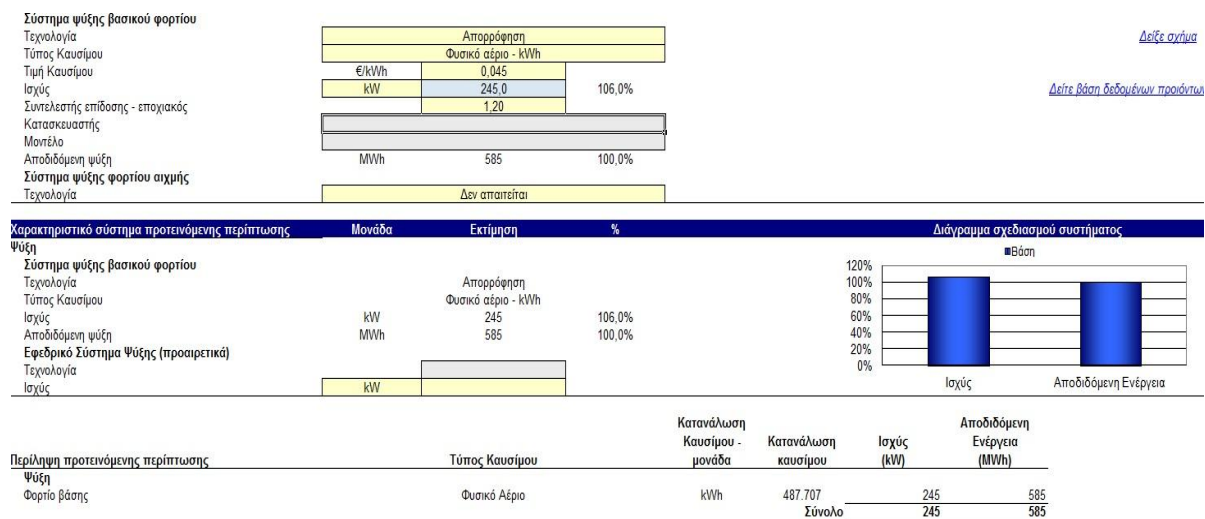 Σύστημα ψύξης βασικού φορτίου
Τεχνολογία Απορρόφηση Δείξε σχήμα
Τύπος Καυσίμου Φυσικό αέριο - kWh
Τιμή Καυσίμου €/kWh 0,045
Ισχύς kW 245,0 106,0% Δείτε βάση δεδομένων προϊόντων
Συντελεστής επίδοσης - εποχιακός 1,20
Κατασκευαστής
Μοντέλο
Αποδιδόμενη ψύξη MWh 585 100,0%
Σύστημα ψύξης φορτίου αιχμής
Τεχνολογία Δεν απαιτείται
Χαρακτηριστικό σύστημα προτεινόμενης περίπτωσης Μονάδα Εκτίμηση % Διάγραμμα σχεδιασμού συστήματος
Ψύξη
Σύστημα ψύξης βασικού φορτίου
Τεχνολογία Απορρόφηση
Τύπος Καυσίμου Φυσικό αέριο - kWh
Ισχύς kW 245 106,0%
Αποδιδόμενη ψύξη MWh 585 100,0%
Εφεδρικό Σύστημα Ψύξης (προαιρετικά)
Τεχνολογία
Ισχύς kW
Βάση
120%
100%
80%
60%
40%
20%
0%
Ισχύς Αποδιδόμενη Ενέργεια
Περίληψη προτεινόμενης περίπτωσης Τύπος Καυσίμου Κατανάλωση Καυσίμου - μονάδα Κατανάλωση καυσίμου Ισχύς (kW) Αποδιδόμενη Ενέργεια (MWh)
Ψύξη
Φορτίο βάσης Φυσικό Αέριο kWh 487.707 245 585
Σύνολο 245 585